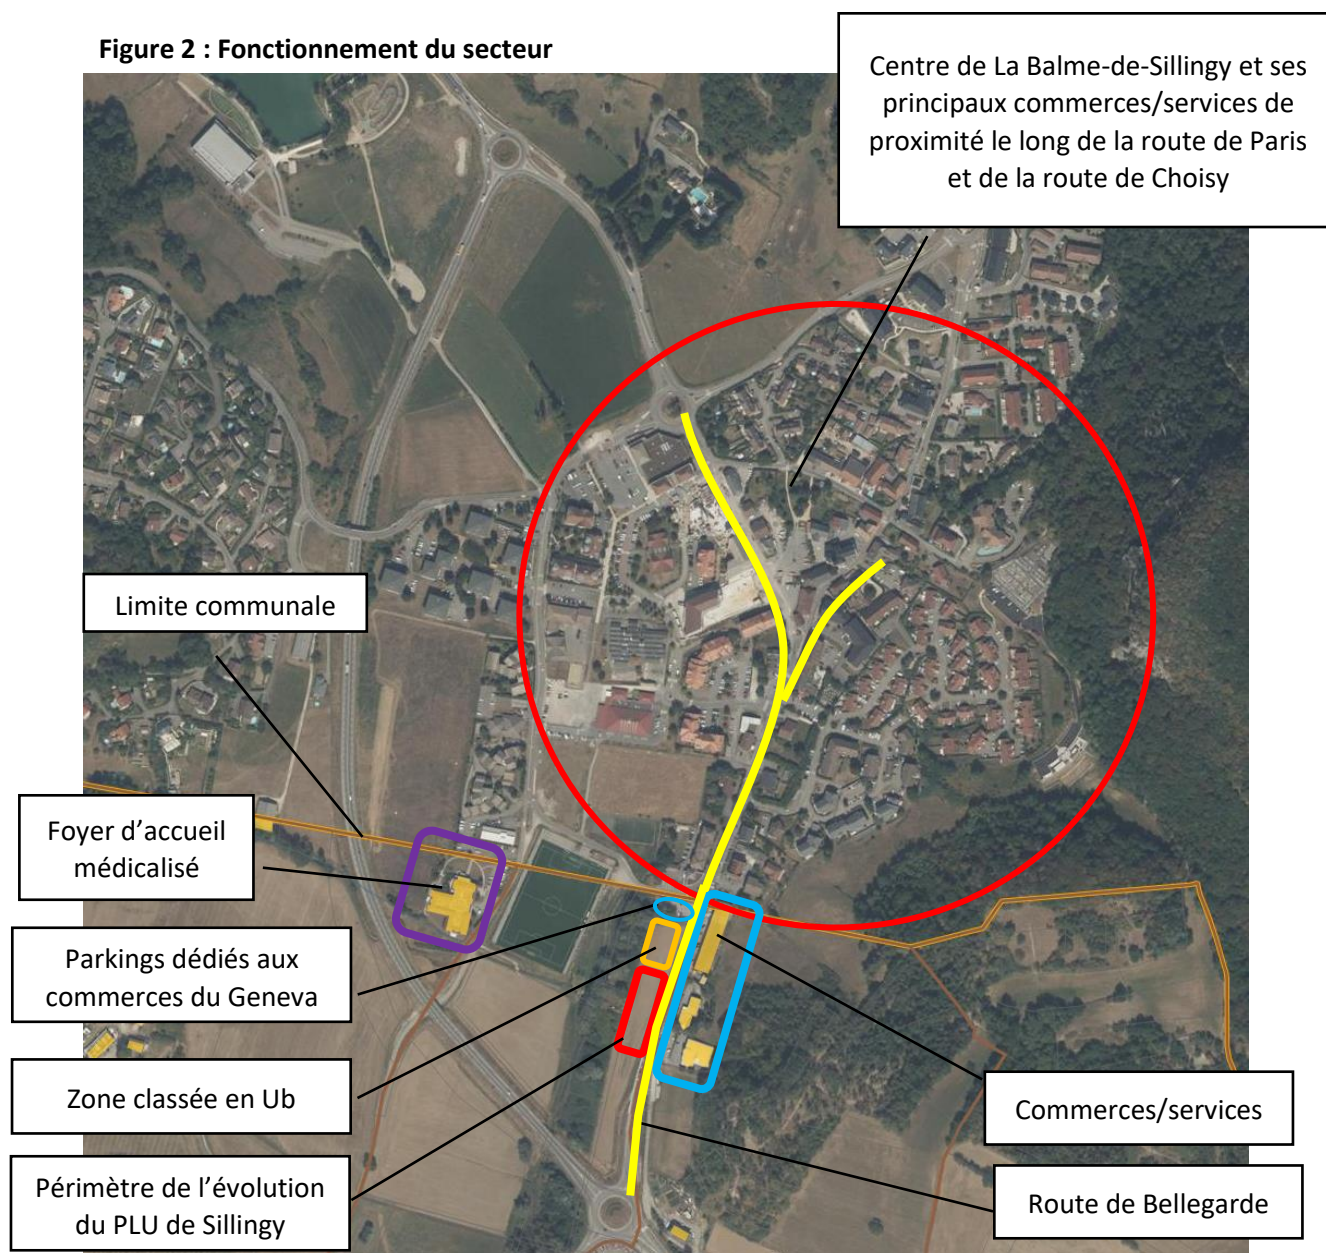 Figure 2 : Fonctionnement du secteur
Centre de La Balme-de-Sillingy et ses
principaux commerces/services de
proximité le long de la route de Paris
et de la route de Choisy
Limite communale
Foyer d’accueil
médicalisé
Parkings dédiés aux
commerces du Geneva
Zone classée en Ub
Périmètre de l’évolution
du PLU de Sillingy
Commerces/services
Route de Bellegarde